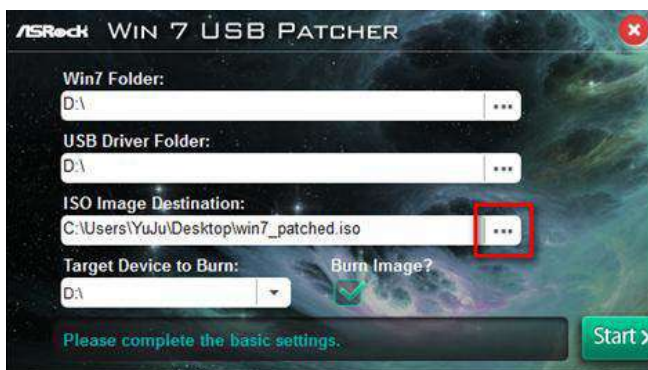 ASRock WIN 7 USB PATCHER
Win7 Folder:
D:\
USB Driver Folder:
D:\
ISO Image Destination:
C:\Users\YuJu\Desktop\win7_patched.iso
Target Device to Burn: Burn Image?
D:\
Please complete the basic settings. Start